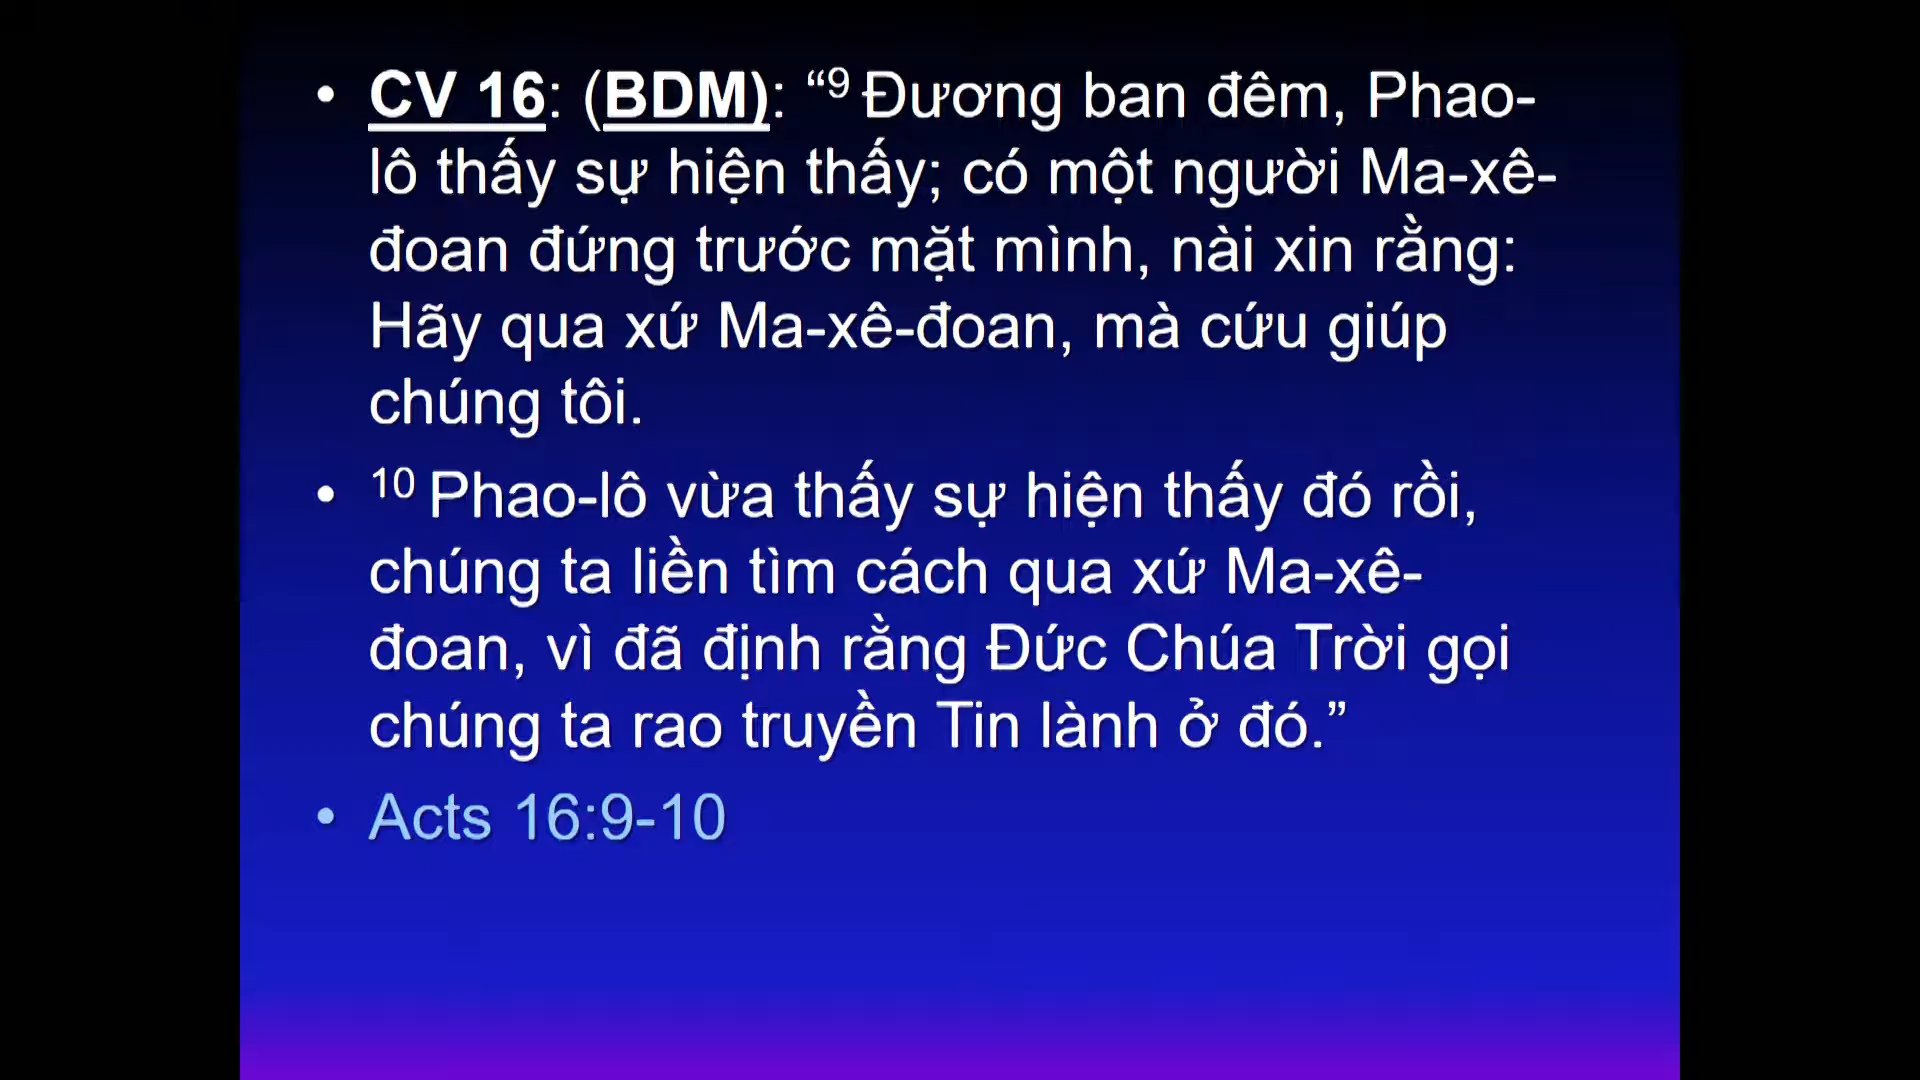 • CV 16: (BDM): “9 Đương ban đêm, Phao-
lô thấy sự hiện thấy; có một người Ma-xê-
đoan đứng trước mặt mình, nài xin rằng:
Hãy qua xứ Ma-xê-đoan, mà cứu giúp
chúng tôi.
• 10 Phao-lô vừa thấy sự hiện thấy đó rồi,
chúng ta liền tìm cách qua xứ Ma-xê-
đoan, vì đã định rằng Đức Chúa Trời gọi
chúng ta rao truyền Tin lành ở đó.”
• Acts 16:9-10